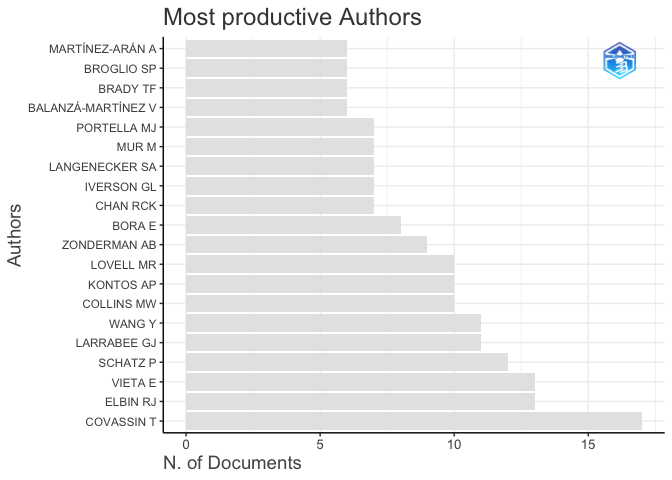 Most productive Authors
MARTÍNEZ-ARÁN A
BROGLIO SP
BRADY TF
BALANZÁ-MARTÍNEZ V
PORTELLA MJ
MUR M
LANGENECKER SA
IVERSON GL
CHAN RCK
BORA E
ZONDERMAN AB
LOVELL MR
KONTOS AP
COLLINS MW
WANG Y
LARRABEE GJ
SCHATZ P
VIETA E
ELBIN RJ
COVASSIN T
Authors
0 5 10 15
N. of Documents